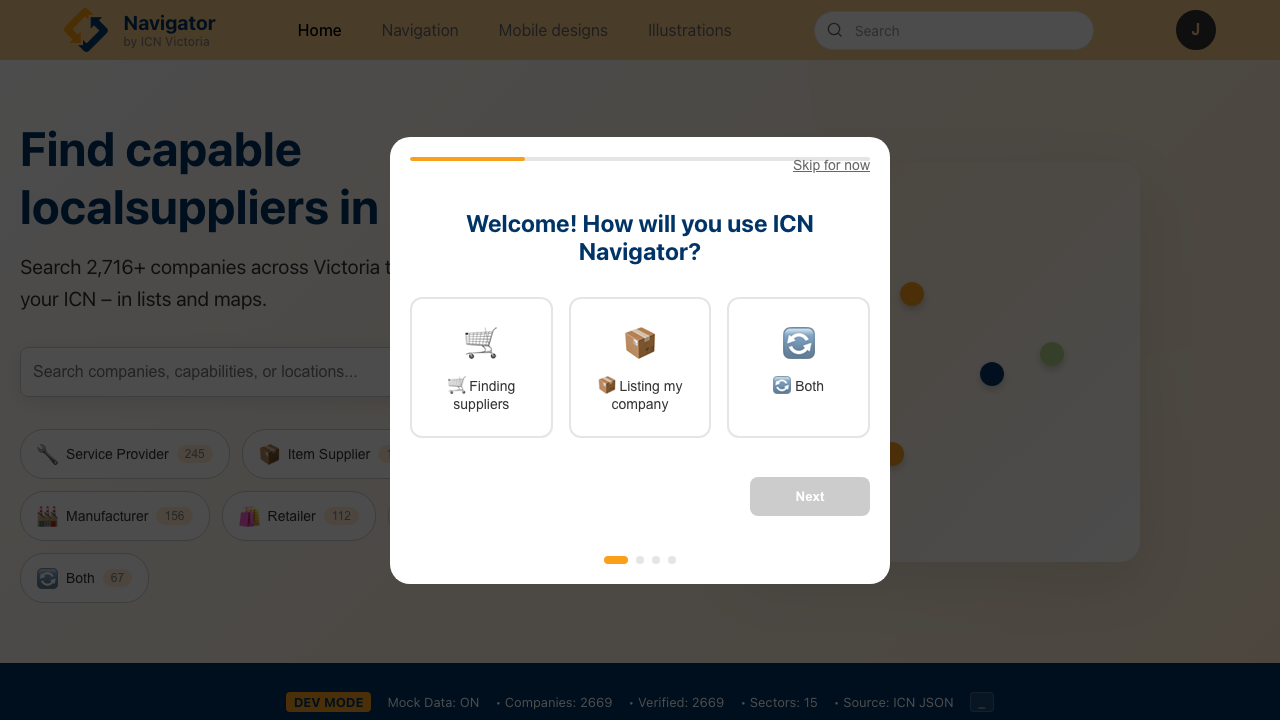 Navigator
by ICN Victoria
Home
Navigation
Mobile designs
Illustrations
Search
J
Find capable
localsuppliers in
Search 2,716+ companies across Victoria
your ICN – in lists and maps.
Search companies, capabilities, or locations...
Service Provider 245
Item Supplier
Manufacturer 156
Retailer 112
Both 67
Skip for now
Welcome! How will you use ICN
Navigator?
Finding
suppliers
Listing my
company
Both
Next
DEV MODE Mock Data: ON • Companies: 2669 • Verified: 2669 • Sectors: 15 • Source: ICN JSON _